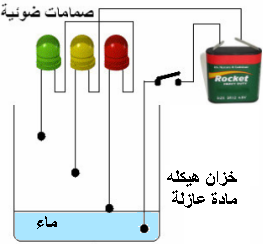 صمامات ضوئية
Rocket
خزان هيكله
مادة عازلة
ماء